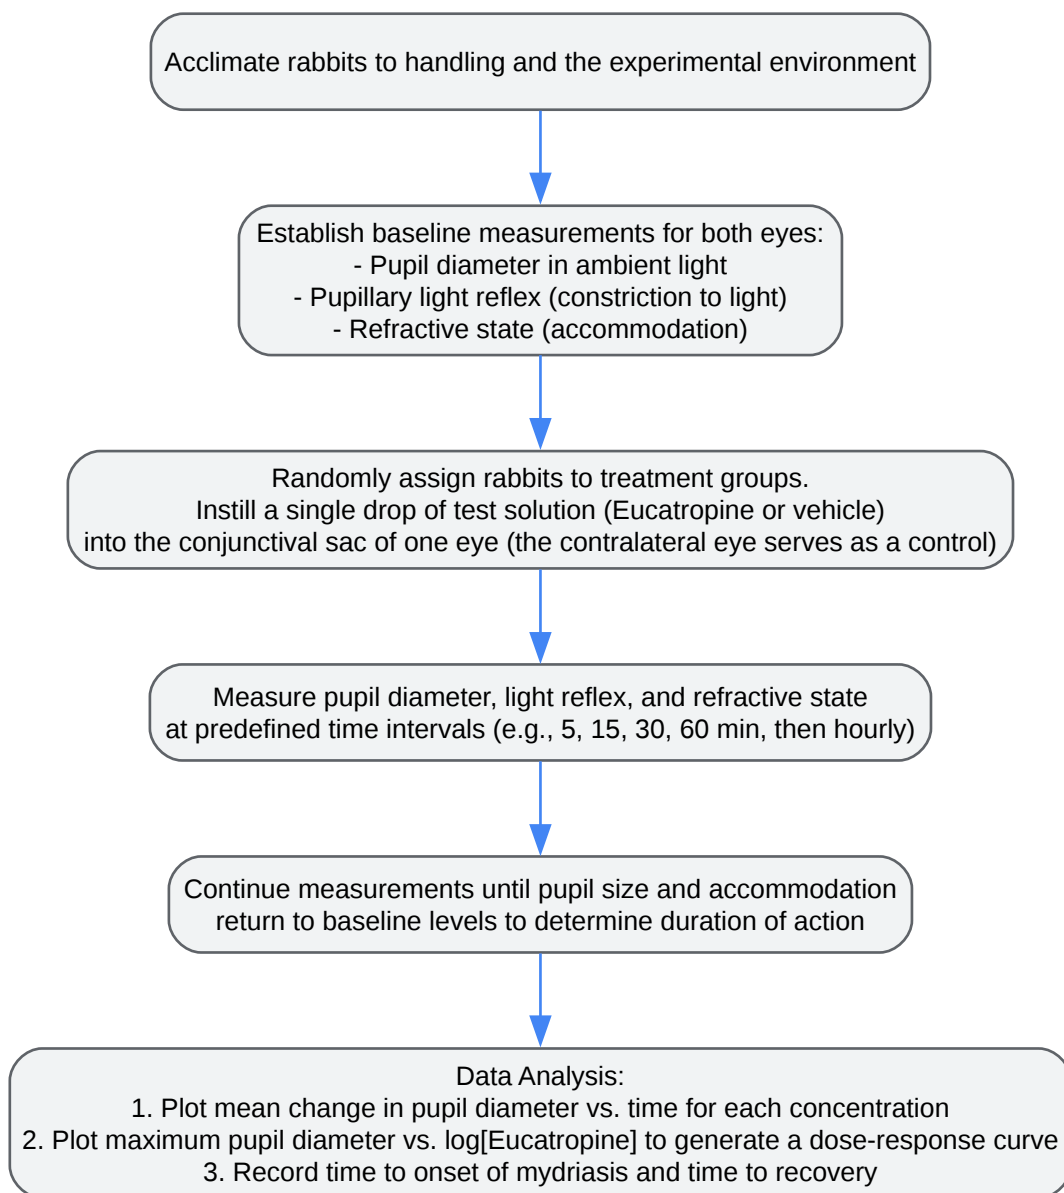 Acclimate rabbits to handling and the experimental environment
Establish baseline measurements for both eyes:
- Pupil diameter in ambient light
- Pupillary light reflex (constriction to light)
- Refractive state (accommodation)
Randomly assign rabbits to treatment groups.
Instill a single drop of test solution (Eucatropine or vehicle)
into the conjunctival sac of one eye (the contralateral eye serves as a control)
Measure pupil diameter, light reflex, and refractive state
at predefined time intervals (e.g., 5, 15, 30, 60 min, then hourly)
Continue measurements until pupil size and accommodation
return to baseline levels to determine duration of action
Data Analysis:
1. Plot mean change in pupil diameter vs. time for each concentration
2. Plot maximum pupil diameter vs. log[Eucatropine] to generate a dose-response curve
3. Record time to onset of mydriasis and time to recovery